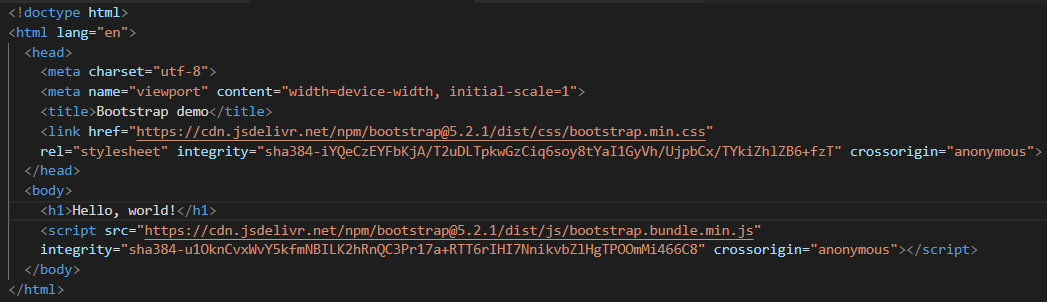 <!doctype html>
<html lang="en">
<head>
<meta charset="utf-8">
<meta name="viewport" content="width=device-width, initial-scale=1">
<title>Bootstrap demo</title>
<link href="https://cdn.jsdelivr.net/npm/bootstrap@5.2.1/dist/css/bootstrap.min.css"
rel="stylesheet" integrity="sha384-iYQeCzEYFbKjA/T2uDLTpkwGzCiq6soy8tYaI1GyVh/UjpbCx/TYkiZhlZB6+fzT" crossorigin="anonymous">
</head>
<body>
<h1>Hello, world!</h1>
<script src="https://cdn.jsdelivr.net/npm/bootstrap@5.2.1/dist/js/bootstrap.bundle.min.js"
integrity="sha384-u1OknCvxWvY5kfmNBILK2hRnQC3Pr17a+RTT6rIHI7NnikvbZlHgTPOOmMi466C8" crossorigin="anonymous"></script>
</body>
</html>